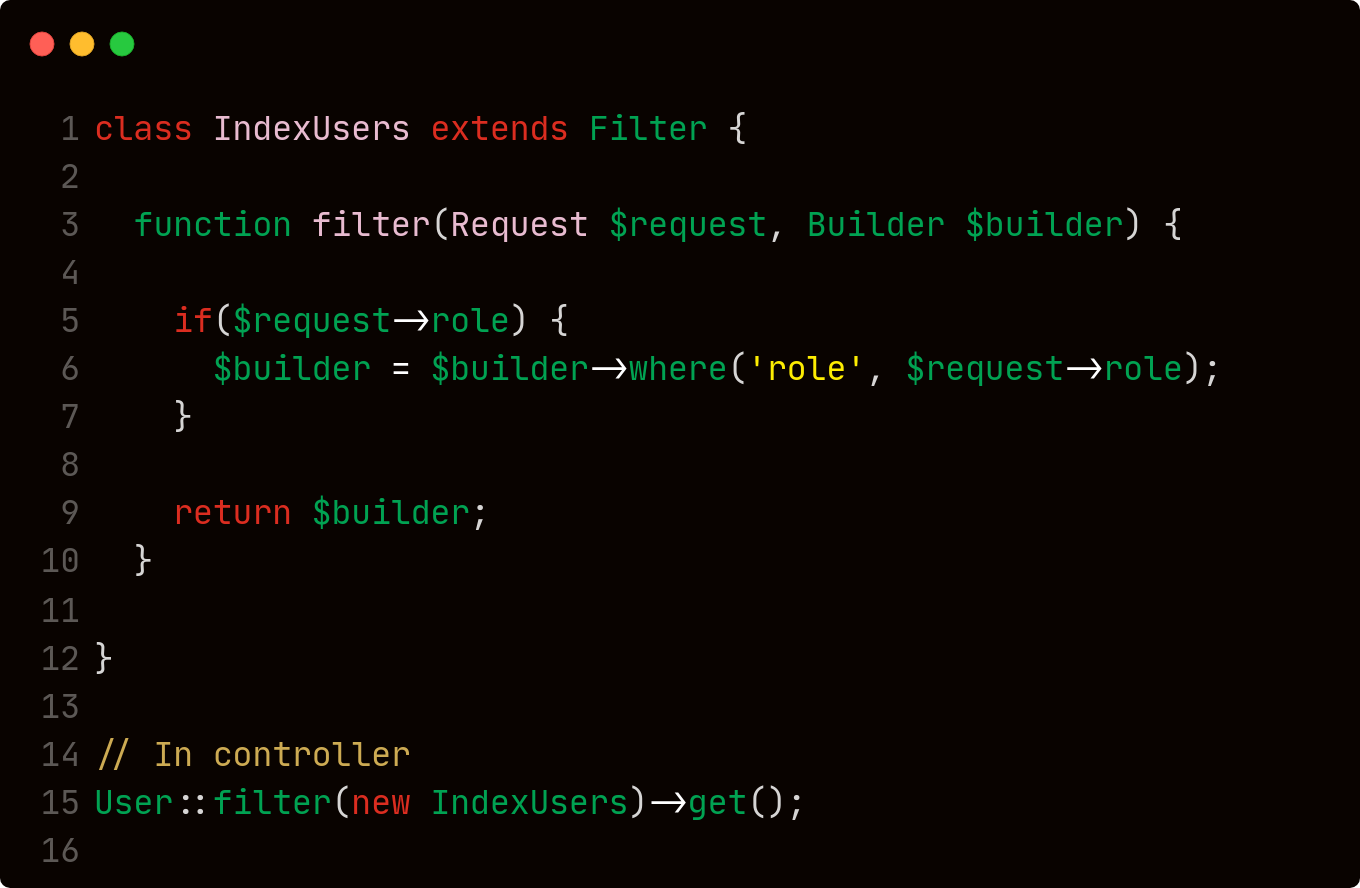 1 class IndexUsers extends Filter {
2
3   function filter(Request $request, Builder $builder) {
4
5     if($request->role) {
6       $builder = $builder->where('role', $request->role);
7     }
8
9     return $builder;
10   }
11
12 }
13
14 // In controller
15 User::filter(new IndexUsers)->get();
16